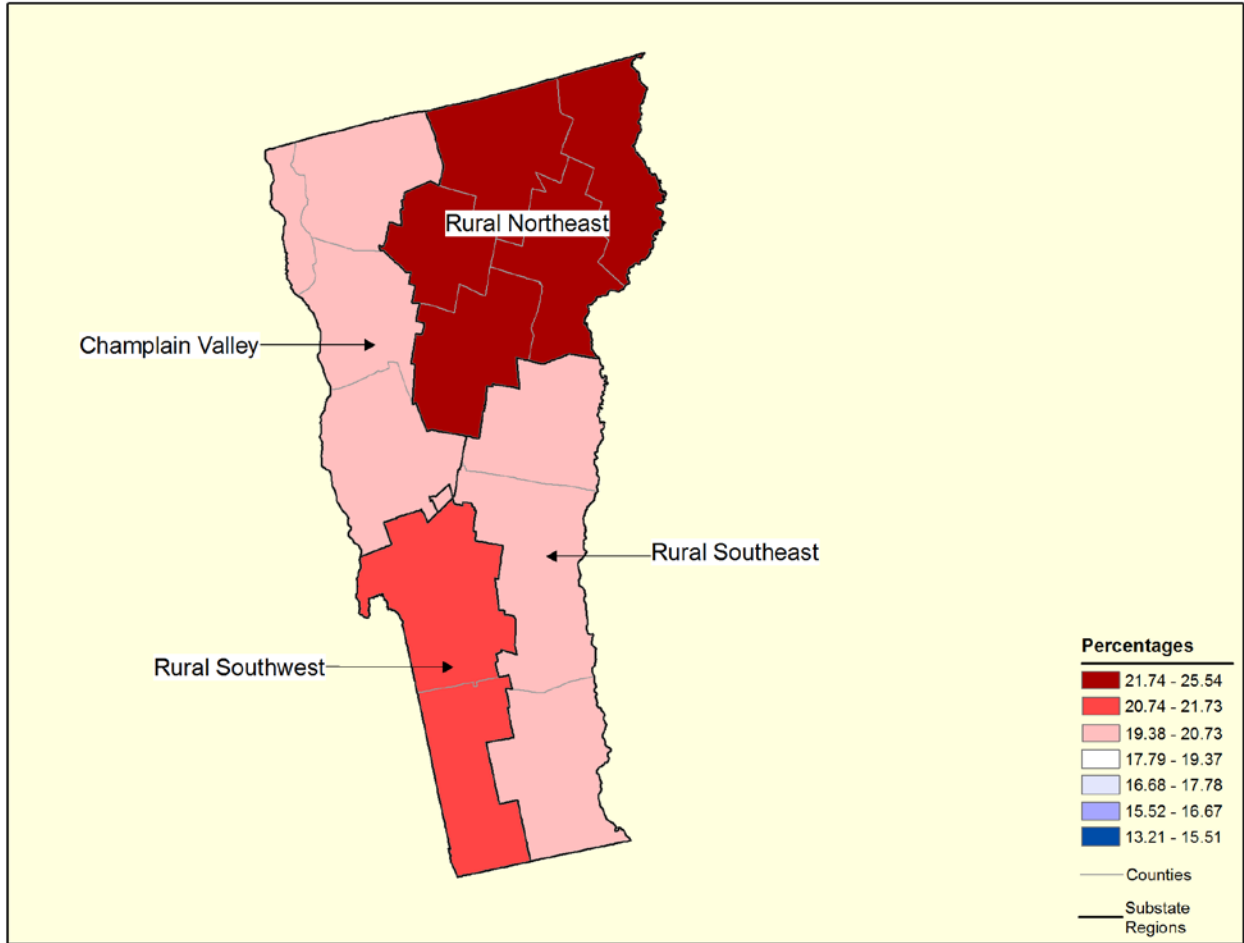 Rural Northeast
Champlain Valley
Rural Southeast
Rural Southwest
Percentages
21.74 - 25.54
20.74 - 21.73
19.38 - 20.73
17.79 - 19.37
16.68 - 17.78
15.52 - 16.67
13.21 - 15.51
Counties
Substate
Regions